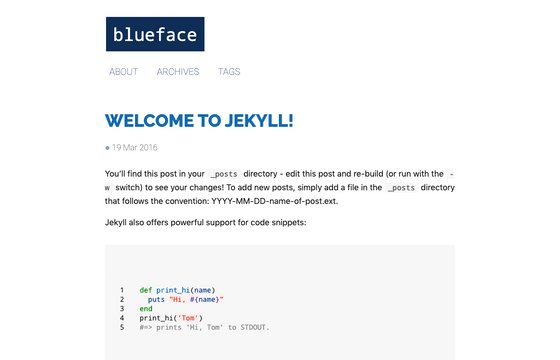 blueface
ABOUT ARCHIVES TAGS
WELCOME TO JEKYLL!
19 Mar 2016
You'll find this post in your _posts directory - edit this post and re-build (or run with the -
w switch) to see your changes! To add new posts, simply add a file in the _posts directory
that follows the convention: YYYY-MM-DD-name-of-post.ext.
Jekyll also offers powerful support for code snippets:
1 def print_hi(name)
2   puts "Hi, #{name}"
3 end
4 print_hi('Tom')
5 #=> prints 'Hi, Tom' to STDOUT.